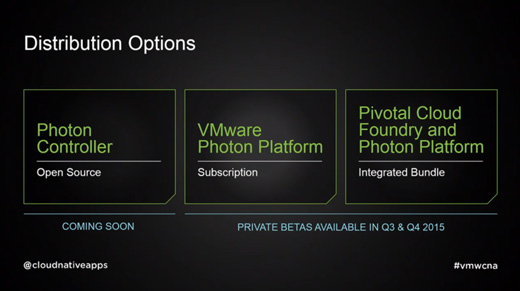 Distribution Options
Photon
Controller
Open Source
VMware
Photon Platform
Subscription
Pivotal Cloud
Foundry and
Photon Platform
Integrated Bundle
COMING SOON
PRIVATE BETAS AVAILABLE IN Q3 & Q4 2015
@cloudnativeapps
#vmwcna